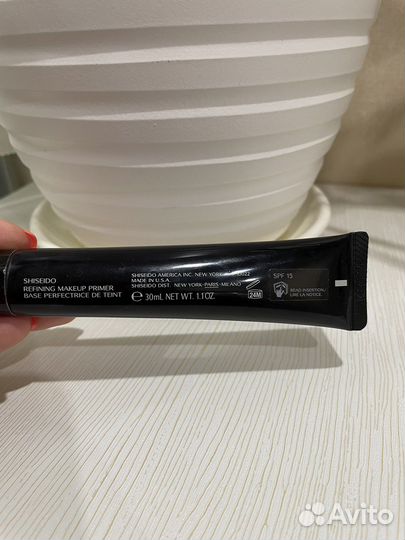 SHISEIDO
REFINING MAKEUP PRIMER
BASE PERFECTRICE DE TEINT
SHISEIDO AMERICA INC. NEW YORK
MADE IN U.S.A.
SHISEIDO DIST. NEW YORK-PARIS-MILANO
℮ 30mL NET WT. 1.1OZ.
24M
SPF 15
READ INSERTION/
LIRE LA NOTICE.
Avito